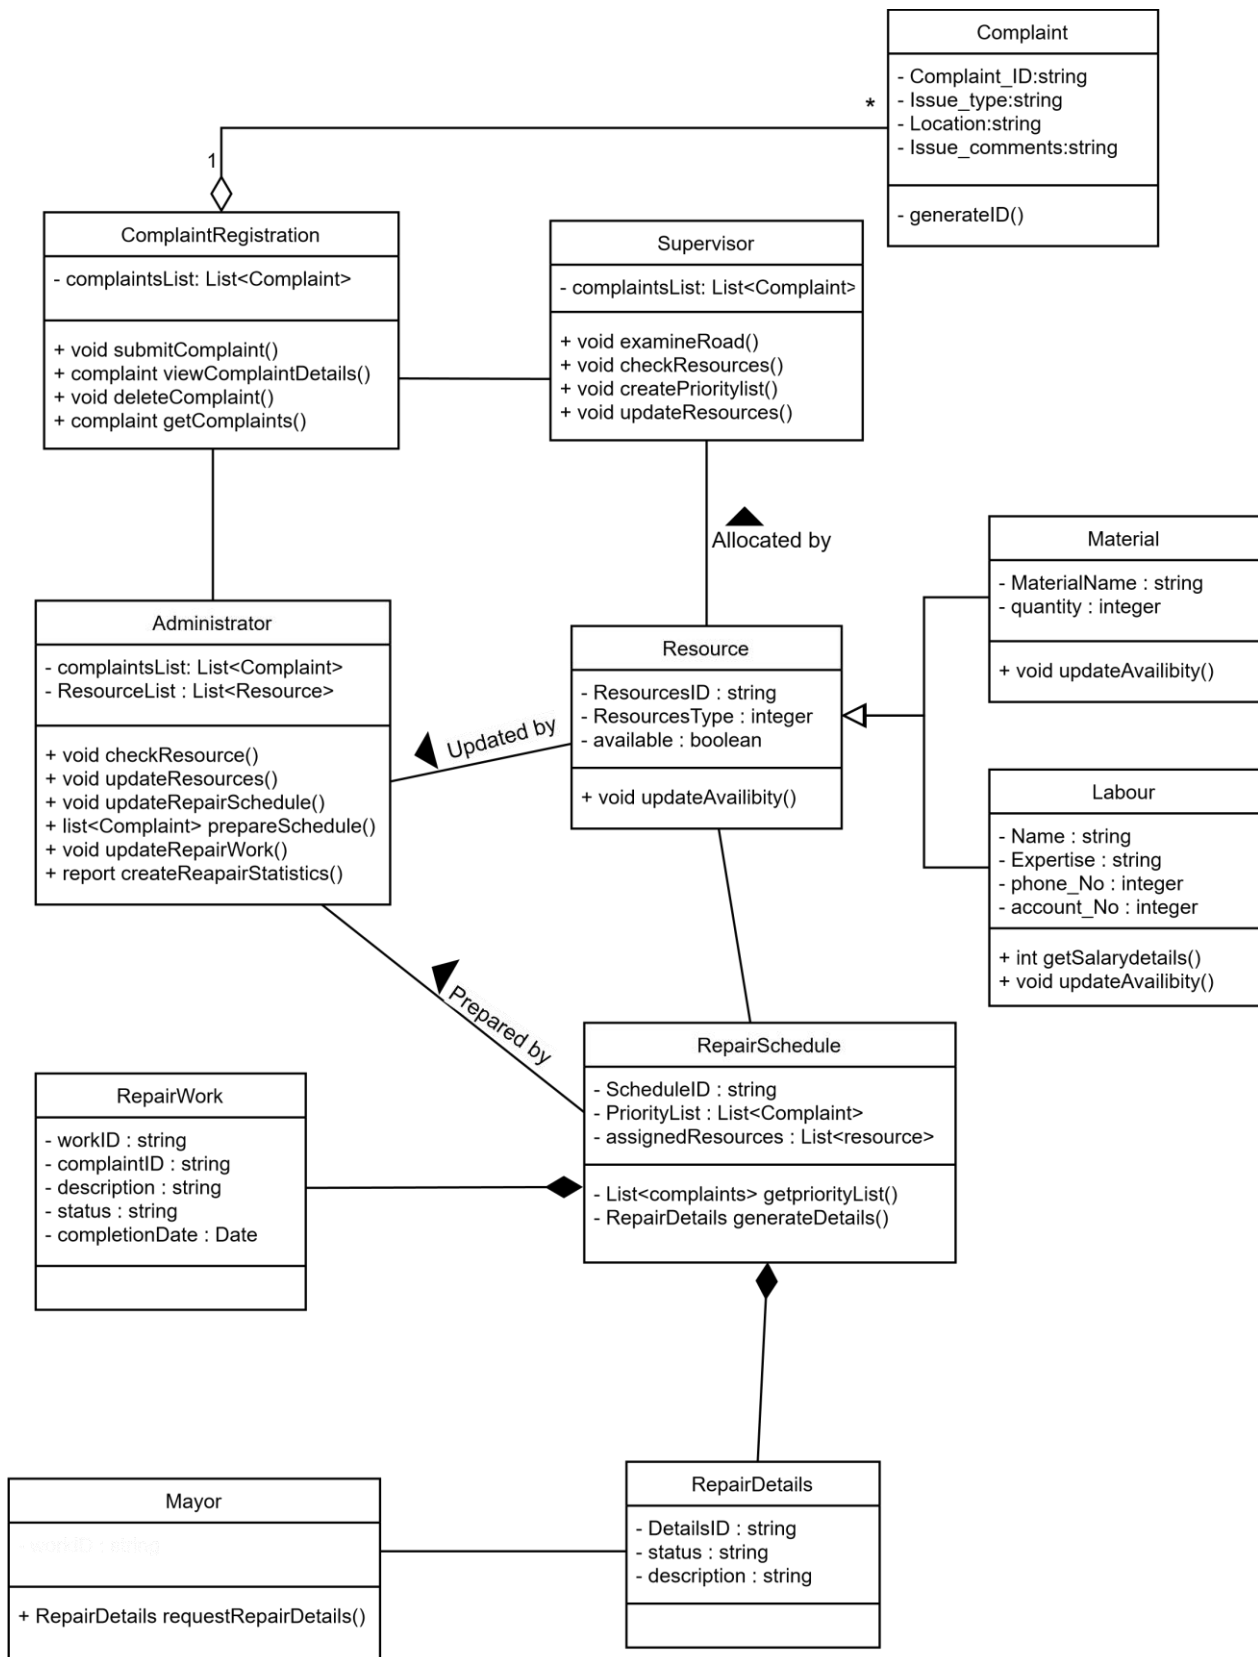 Complaint
- Complaint_ID:string
- Issue_type:string
- Location:string
- Issue_comments:string
- generateID()
*
1
ComplaintRegistration
- complaintsList: List<Complaint>
+ void submitComplaint()
+ complaint viewComplaintDetails()
+ void deleteComplaint()
+ complaint getComplaints()
Supervisor
- complaintsList: List<Complaint>
+ void examineRoad()
+ void checkResources()
+ void createPrioritylist()
+ void updateResources()
Allocated by
Material
- MaterialName : string
- quantity : integer
+ void updateAvailibity()
Administrator
- complaintsList: List<Complaint>
- ResourceList : List<Resource>
+ void checkResource()
+ void updateResources()
+ void updateRepairSchedule()
+ list<Complaint> prepareSchedule()
+ void updateRepairWork()
+ report createReapairStatistics()
Updated by
Resource
- ResourcesID : string
- ResourcesType : integer
- available : boolean
+ void updateAvailibity()
Labour
- Name : string
- Expertise : string
- phone_No : integer
- account_No : integer
+ int getSalarydetails()
+ void updateAvailibity()
Prepared by
RepairSchedule
- ScheduleID : string
- PriorityList : List<Complaint>
- assignedResources : List<resource>
- List<complaints> getpriorityList()
- RepairDetails generateDetails()
RepairWork
- workID : string
- complaintID : string
- description : string
- status : string
- completionDate : Date
Mayor
- workID : string
+ RepairDetails requestRepairDetails()
RepairDetails
- DetailsID : string
- status : string
- description : string